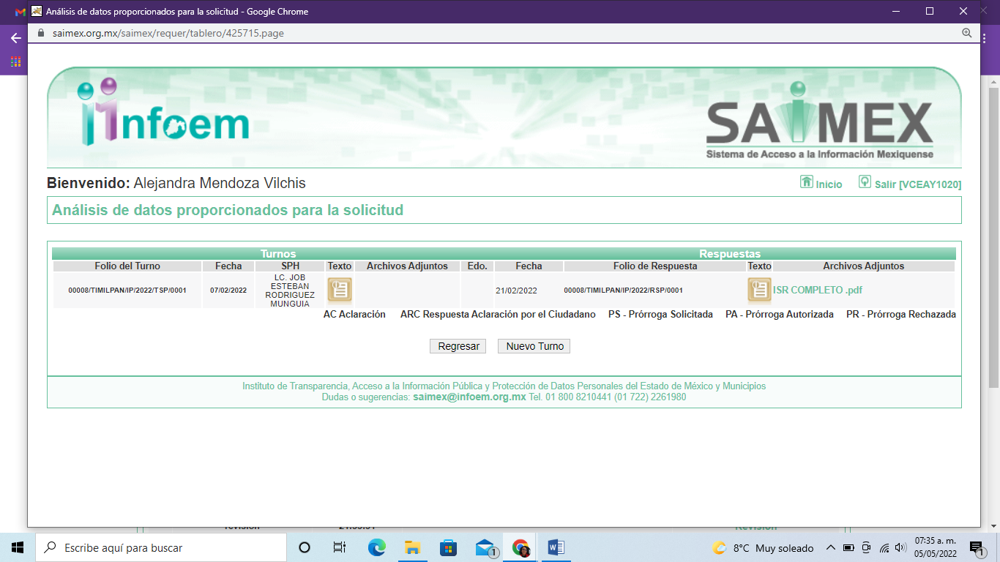 Análisis de datos proporcionados para la solicitud - Google Chrome
saimex.org.mx/saimex/requer/tablero/425715.page
infoem
SAIMEX
Sistema de Acceso a la Información Mexiquense
Bienvenido: Alejandra Mendoza Vilchis
Inicio Salir [VCEAY1020]
Análisis de datos proporcionados para la solicitud
Turnos Respuestas
Folio del Turno Fecha SPH Texto Archivos Adjuntos Edo. Fecha Folio de Respuesta Texto Archivos Adjuntos
00008/TIMILPAN/IP/2022/TSP/0001 07/02/2022 LC. JOB
ESTEBAN
RODRIGUEZ
MUNGUIA
21/02/2022 00008/TIMILPAN/IP/2022/RSP/0001 ISR COMPLETO .pdf
AC Aclaración ARC Respuesta Aclaración por el Ciudadano PS - Prórroga Solicitada PA - Prórroga Autorizada PR - Prórroga Rechazada
Regresar Nuevo Turno
Instituto de Transparencia, Acceso a la Información Pública y Protección de Datos Personales del Estado de México y Municipios
Dudas o sugerencias: saimex@infoem.org.mx Tel. 01 800 8210441 (01 722) 2261980
Escribe aquí para buscar
1
8°C Muy soleado
07:35 a. m.
05/05/2022
1